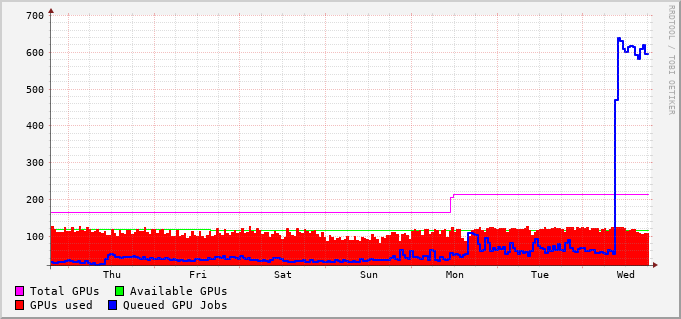 700
600
500
400
300
200
100
Thu Fri Sat Sun Mon Tue Wed
Total GPUs Available GPUs
GPUs used Queued GPU Jobs
RRDTOOL / TOBI OETIKER